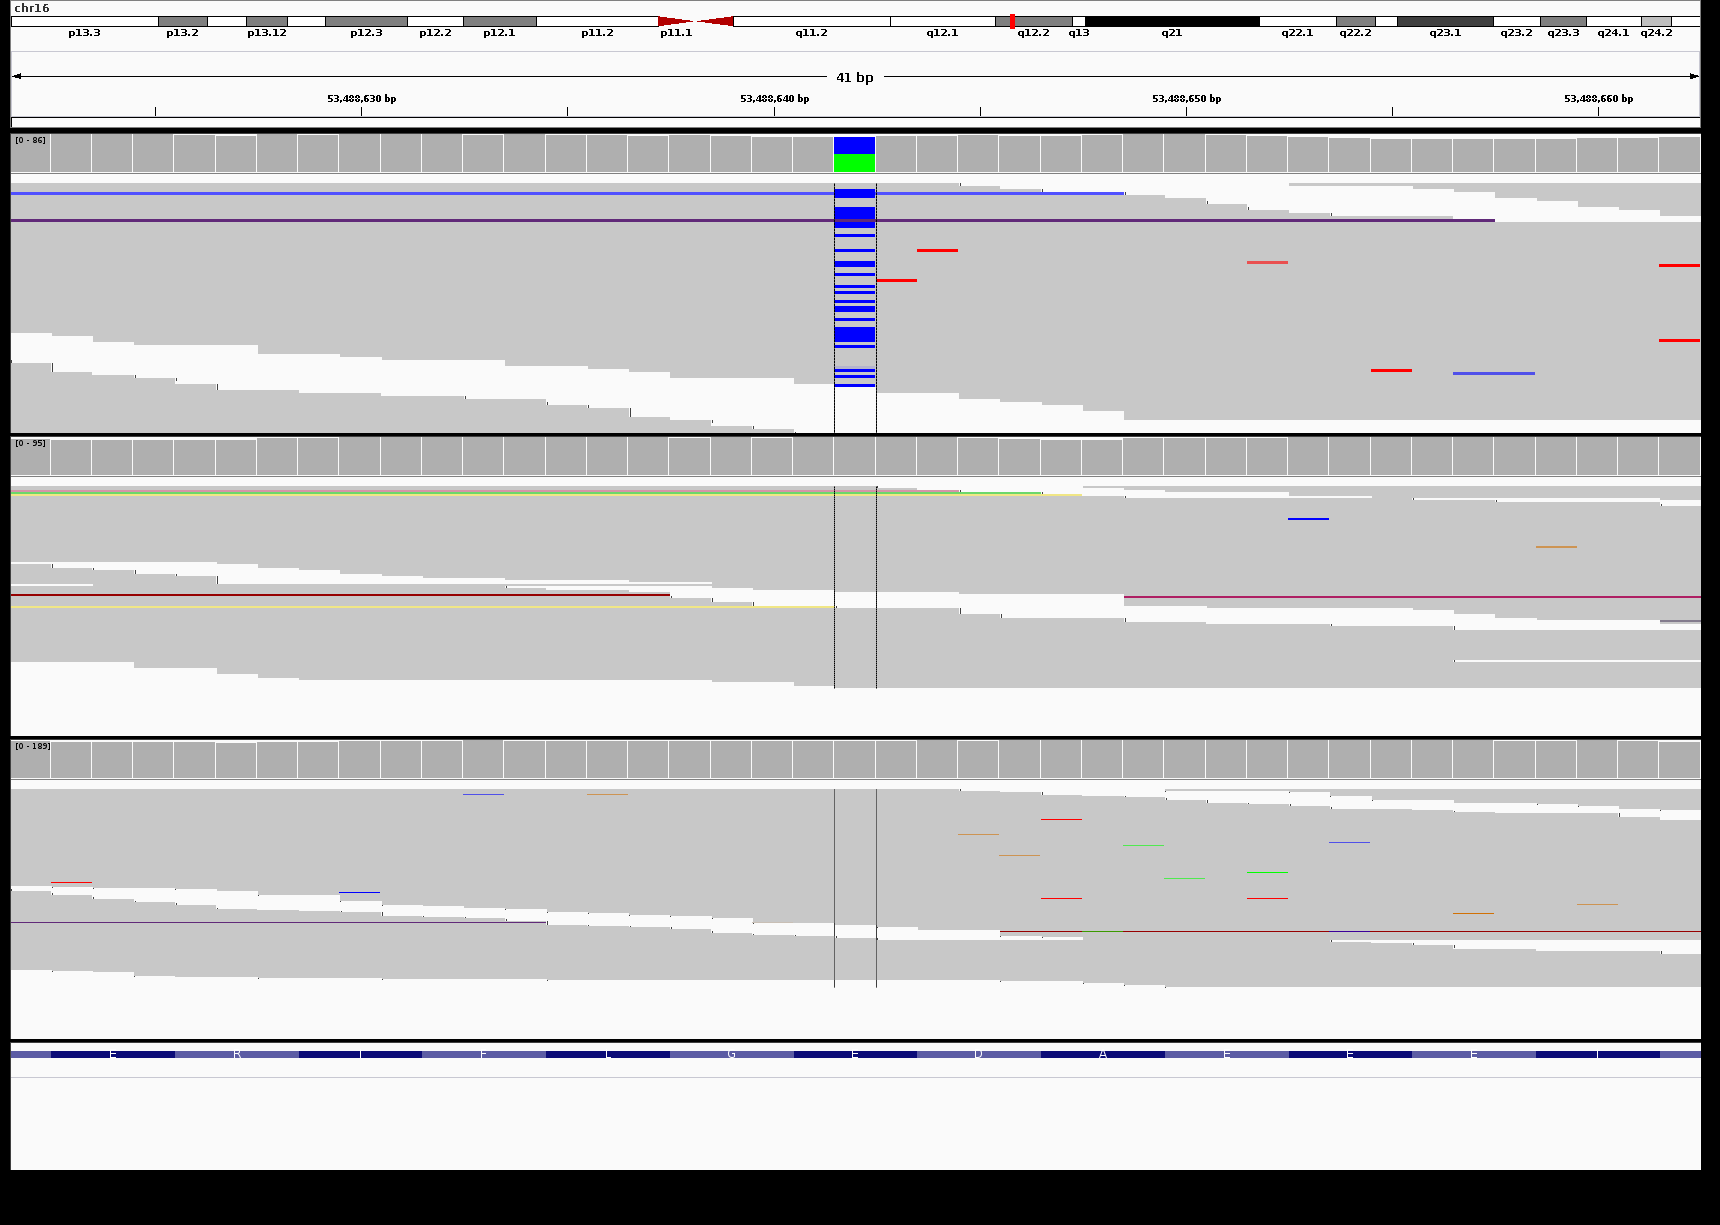 chr16
p13.3 p13.2 p13.12 p12.3 p12.2 p12.1 p11.2 p11.1 q11.2 q12.1 q12.2 q13 q21 q22.1 q22.2 q23.1 q23.2 q23.3 q24.1 q24.2
41 bp
53,488,630 bp 53,488,640 bp 53,488,650 bp 53,488,660 bp
[0 - 86]
[0 - 95]
[0 - 189]
E R I F L G E D A E E E I